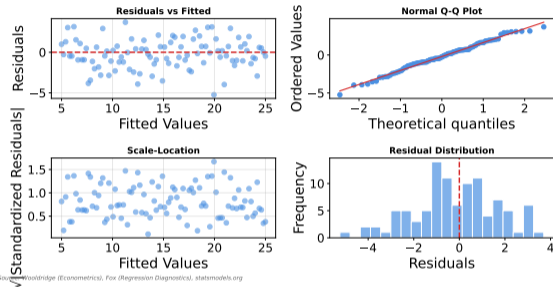 Residuals vs Fitted
Residuals
0
−5
5
10
15
20
25
Fitted Values
Normal Q-Q Plot
Ordered Values
0
−5
−2
−1
0
1
2
Theoretical quantiles
Scale-Location
√|Standardized Residuals|
1.5
1.0
0.5
5
10
15
20
25
Fitted Values
Residual Distribution
Frequency
10
5
0
−4
−2
0
2
4
Residuals
Wooldridge (Econometrics), Fox (Regression Diagnostics), statsmodels.org